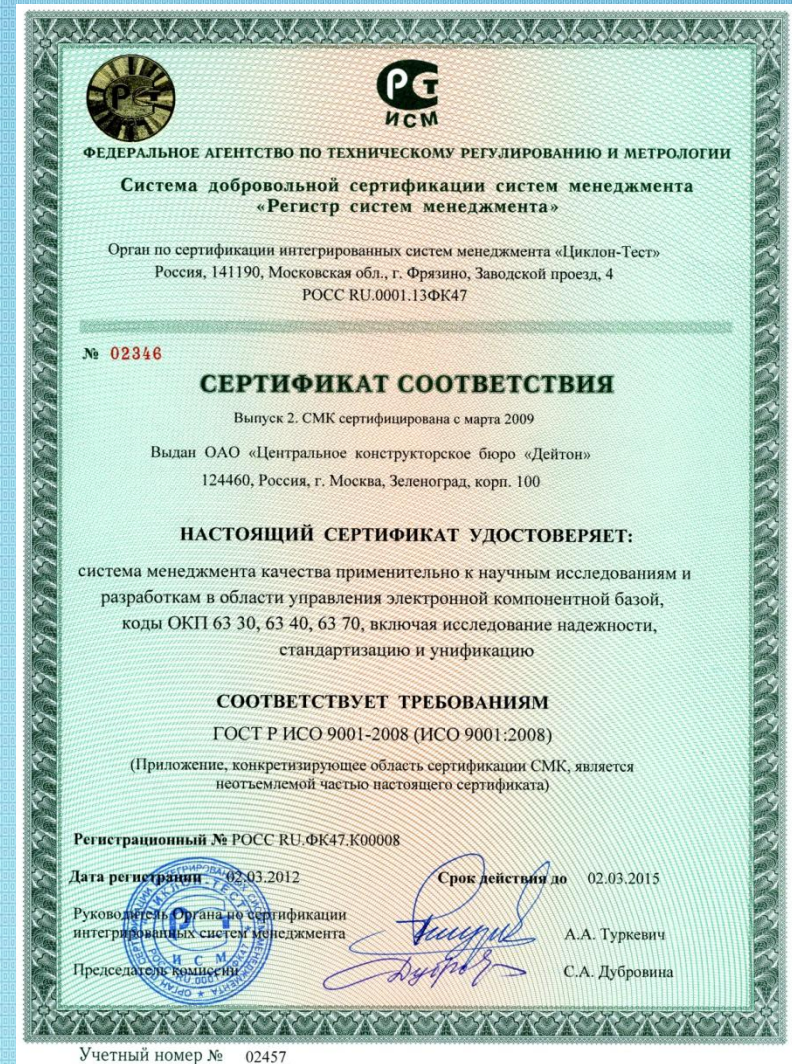 РСТ
РСТ
ИСМ
ФЕДЕРАЛЬНОЕ АГЕНТСТВО ПО ТЕХНИЧЕСКОМУ РЕГУЛИРОВАНИЮ И МЕТРОЛОГИИ
Система добровольной сертификации систем менеджмента
«Регистр систем менеджмента»
Орган по сертификации интегрированных систем менеджмента «Циклон-Тест»
Россия, 141190, Московская обл., г. Фрязино, Заводской проезд, 4
РОСС RU.0001.13ФК47
№ 02346
СЕРТИФИКАТ СООТВЕТСТВИЯ
Выпуск 2. СМК сертифицирована с марта 2009
Выдан ОАО «Центральное конструкторское бюро «Дейтон»
124460, Россия, г. Москва, Зеленоград, корп. 100
НАСТОЯЩИЙ СЕРТИФИКАТ УДОСТОВЕРЯЕТ:
система менеджмента качества применительно к научным исследованиям и
разработкам в области управления электронной компонентной базой,
коды ОКП 63 30, 63 40, 63 70, включая исследование надежности,
стандартизацию и унификацию
СООТВЕТСТВУЕТ ТРЕБОВАНИЯМ
ГОСТ Р ИСО 9001-2008 (ИСО 9001:2008)
(Приложение, конкретизирующее область сертификации СМК, является
неотъемлемой частью настоящего сертификата)
Регистрационный № РОСС RU.ФК47.К00008
Дата регистрации 02.03.2012 Срок действия до 02.03.2015
Руководитель Органа по сертификации
интегрированных систем менеджмента А.А. Туркевич
Председатель комиссии С.А. Дубровина
Учетный номер № 02457